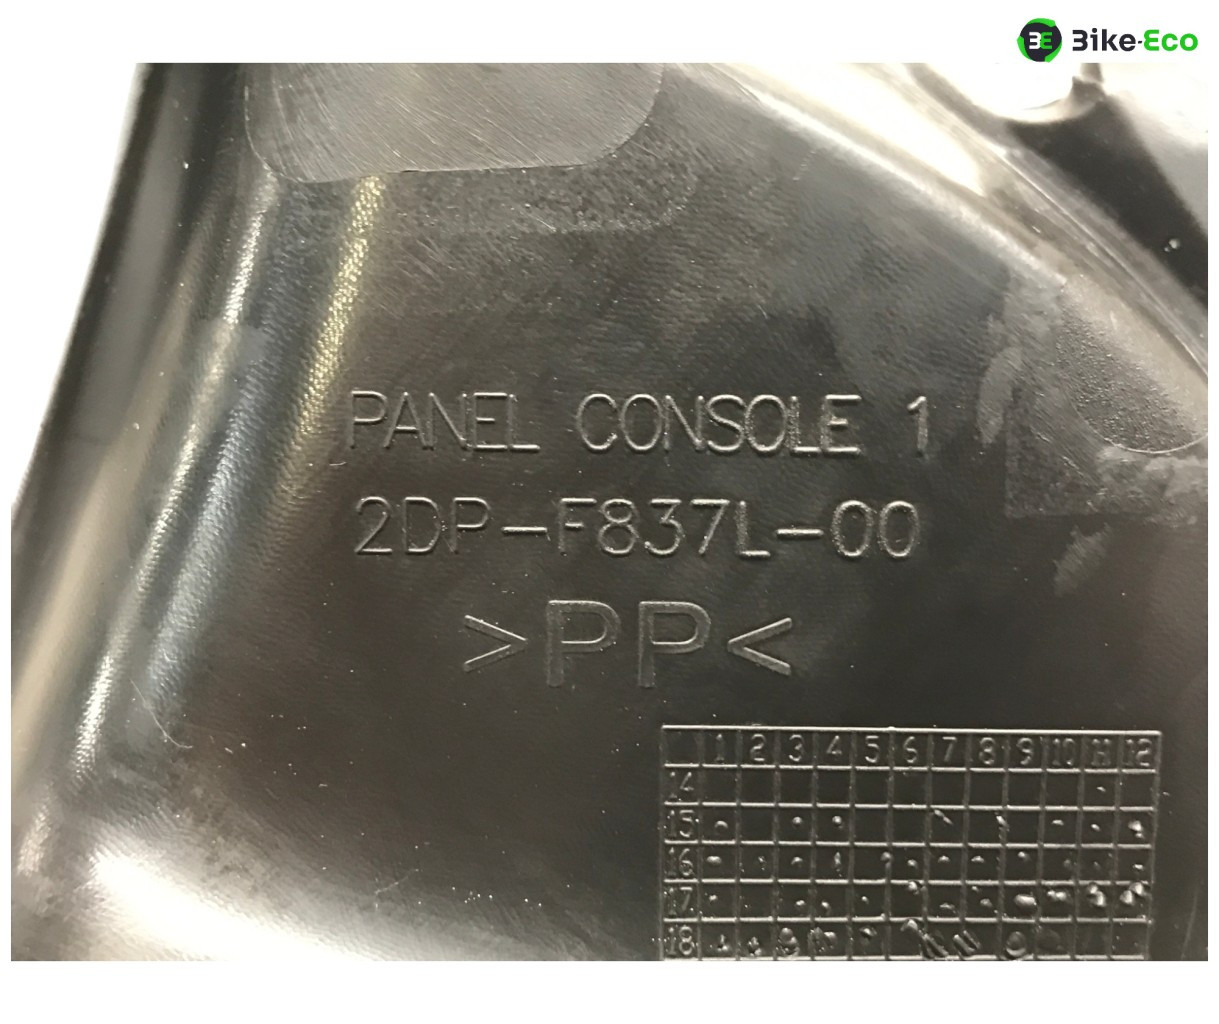 BE Bike-Eco
PANEL CONSOLE 1
2DP-F837L-00
>PP<
1 2 3 4 5 6 7 8 9 10 11 12
14
15
16
17
18